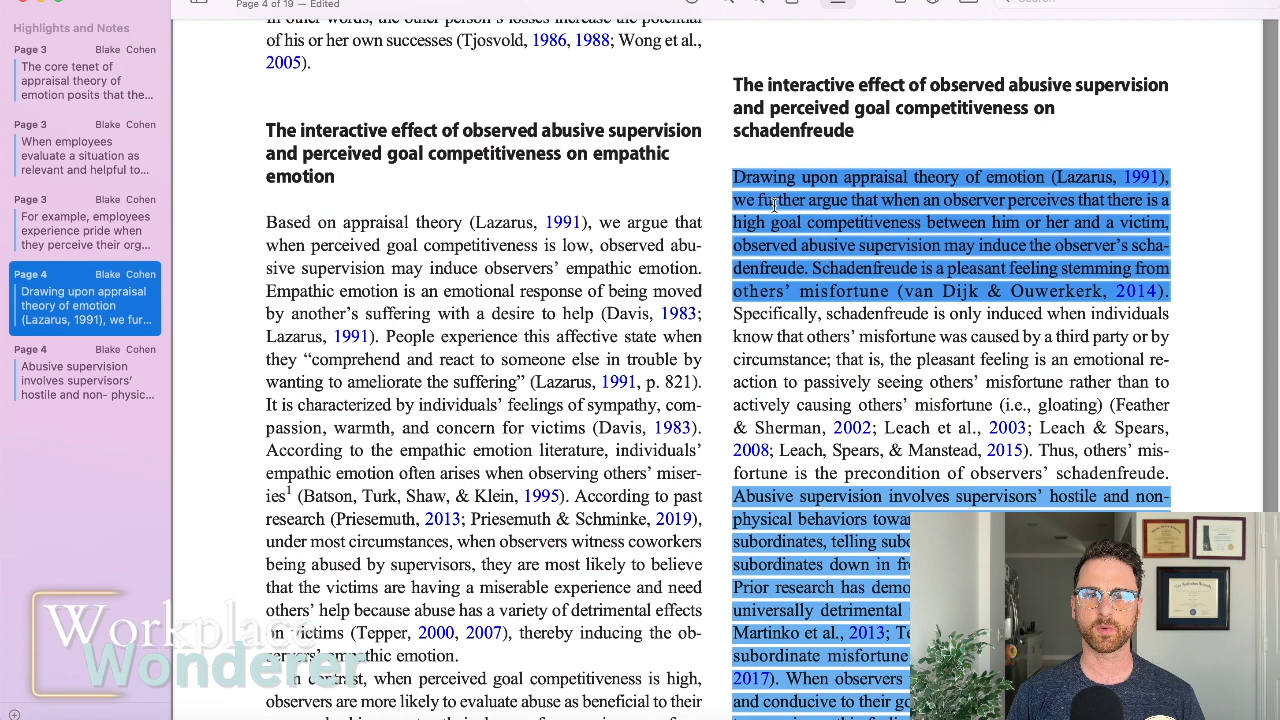 Page 4 of 19 — Edited
Search
Highlights and Notes
Page 3 Blake Cohen
The core tenet of
appraisal theory of
emotion posits that the...
Page 3 Blake Cohen
When employees
evaluate a situation as
relevant and helpful to...
Page 3 Blake Cohen
For example, employees
experience pride when
they perceive their org...
Page 4 Blake Cohen
Drawing upon appraisal
theory of emotion
(Lazarus, 1991), we fur...
Page 4 Blake Cohen
Abusive supervision
involves supervisors'
hostile and non- physic...
in other words, the other person's losses increase the potential
of his or her own successes (Tjosvold, 1986, 1988; Wong et al.,
2005).
The interactive effect of observed abusive supervision
and perceived goal competitiveness on empathic
emotion
Based on appraisal theory (Lazarus, 1991), we argue that
when perceived goal competitiveness is low, observed abu-
sive supervision may induce observers' empathic emotion.
Empathic emotion is an emotional response of being moved
by another's suffering with a desire to help (Davis, 1983;
Lazarus, 1991). People experience this affective state when
they “comprehend and react to someone else in trouble by
wanting to ameliorate the suffering” (Lazarus, 1991, p. 821).
It is characterized by individuals' feelings of sympathy, com-
passion, warmth, and concern for victims (Davis, 1983).
According to the empathic emotion literature, individuals'
empathic emotion often arises when observing others' miser-
ies1 (Batson, Turk, Shaw, & Klein, 1995). According to past
research (Priesemuth, 2013; Priesemuth & Schminke, 2019),
under most circumstances, when observers witness coworkers
being abused by supervisors, they are most likely to believe
that the victims are having a miserable experience and need
others' help because abuse has a variety of detrimental effects
on victims (Tepper, 2000, 2007), thereby inducing the ob-
servers' empathic emotion.
In contrast, when perceived goal competitiveness is high,
observers are more likely to evaluate abuse as beneficial to their
The interactive effect of observed abusive supervision
and perceived goal competitiveness on
schadenfreude
Drawing upon appraisal theory of emotion (Lazarus, 1991),
we further argue that when an observer perceives that there is a
high goal competitiveness between him or her and a victim,
observed abusive supervision may induce the observer's scha-
denfreude. Schadenfreude is a pleasant feeling stemming from
others' misfortune (van Dijk & Ouwerkerk, 2014).
Specifically, schadenfreude is only induced when individuals
know that others' misfortune was caused by a third party or by
circumstance; that is, the pleasant feeling is an emotional re-
action to passively seeing others' misfortune rather than to
actively causing others' misfortune (i.e., gloating) (Feather
& Sherman, 2002; Leach et al., 2003; Leach & Spears,
2008; Leach, Spears, & Manstead, 2015). Thus, others' mis-
fortune is the precondition of observers' schadenfreude.
Abusive supervision involves supervisors' hostile and non-
physical behaviors
subordinates, telling
subordinates down in
Prior research has
universally detrimental
Martinko et al., 2013;
subordinate misfortune
2017). When observers
and conducive to their
Workplace
Wonderer